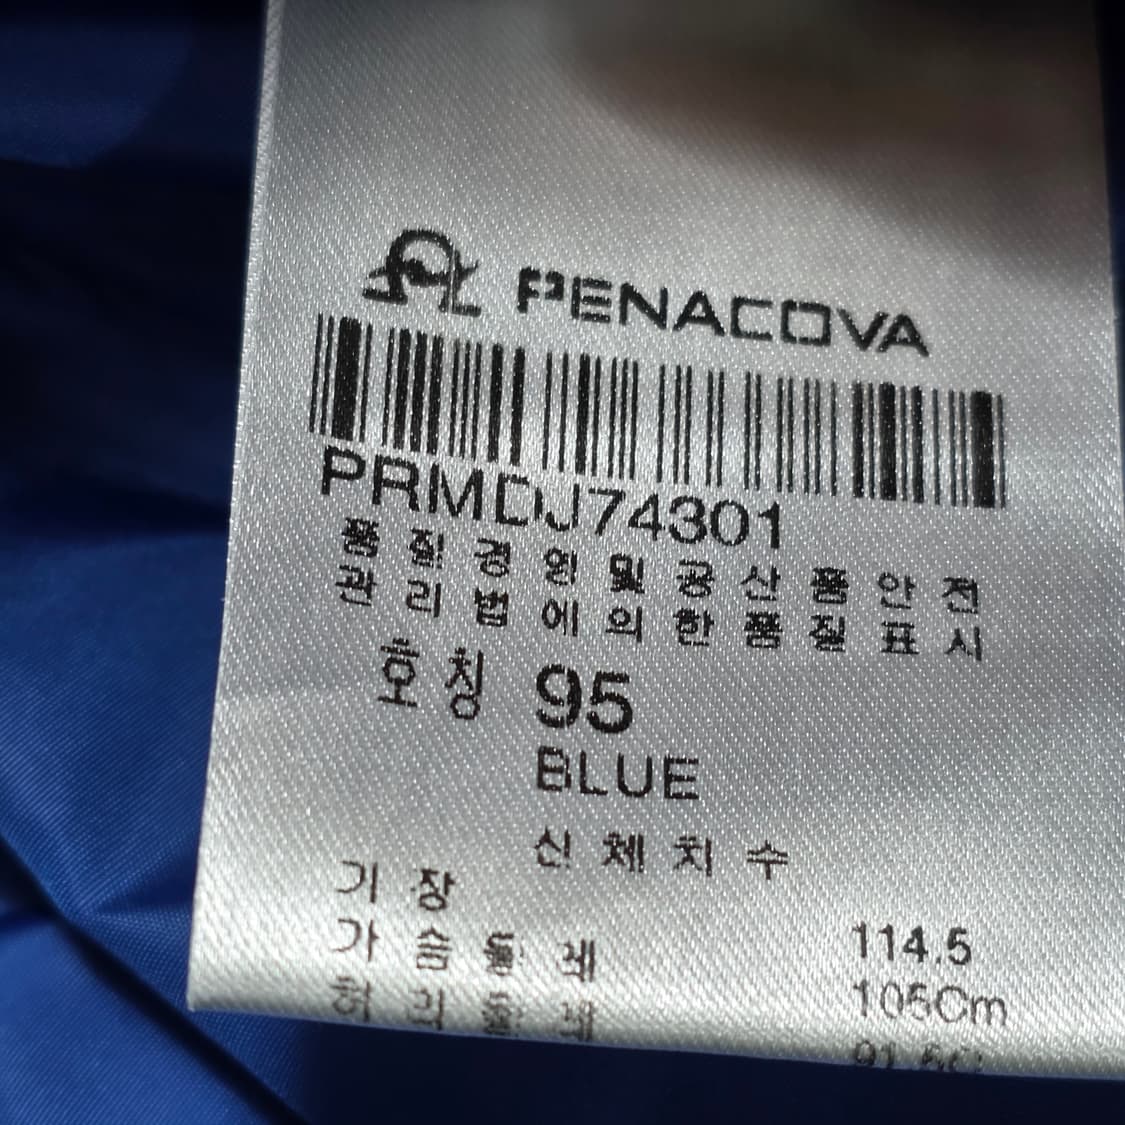 PENACOVA
PRMDJ74301
품질경영및공산품안전
관리법에의한품질표시
호칭 95
BLUE
신체치수
기장 114.5
가슴둘레 105Cm
허리둘레